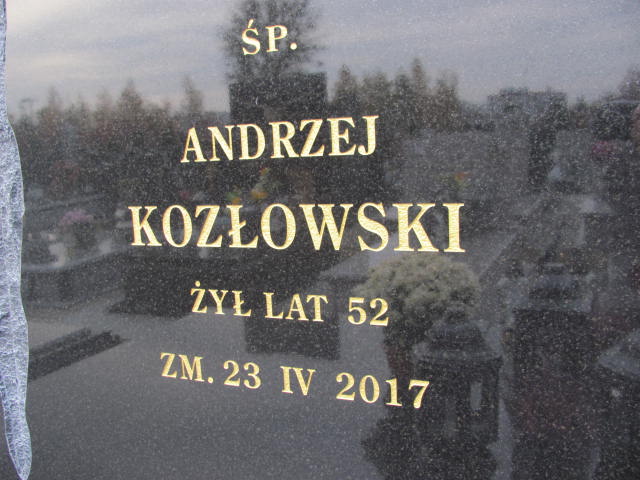 ŚP.
ANDRZEJ
KOZŁOWSKI
ŻYŁ LAT 52
ZM. 23 IV 2017